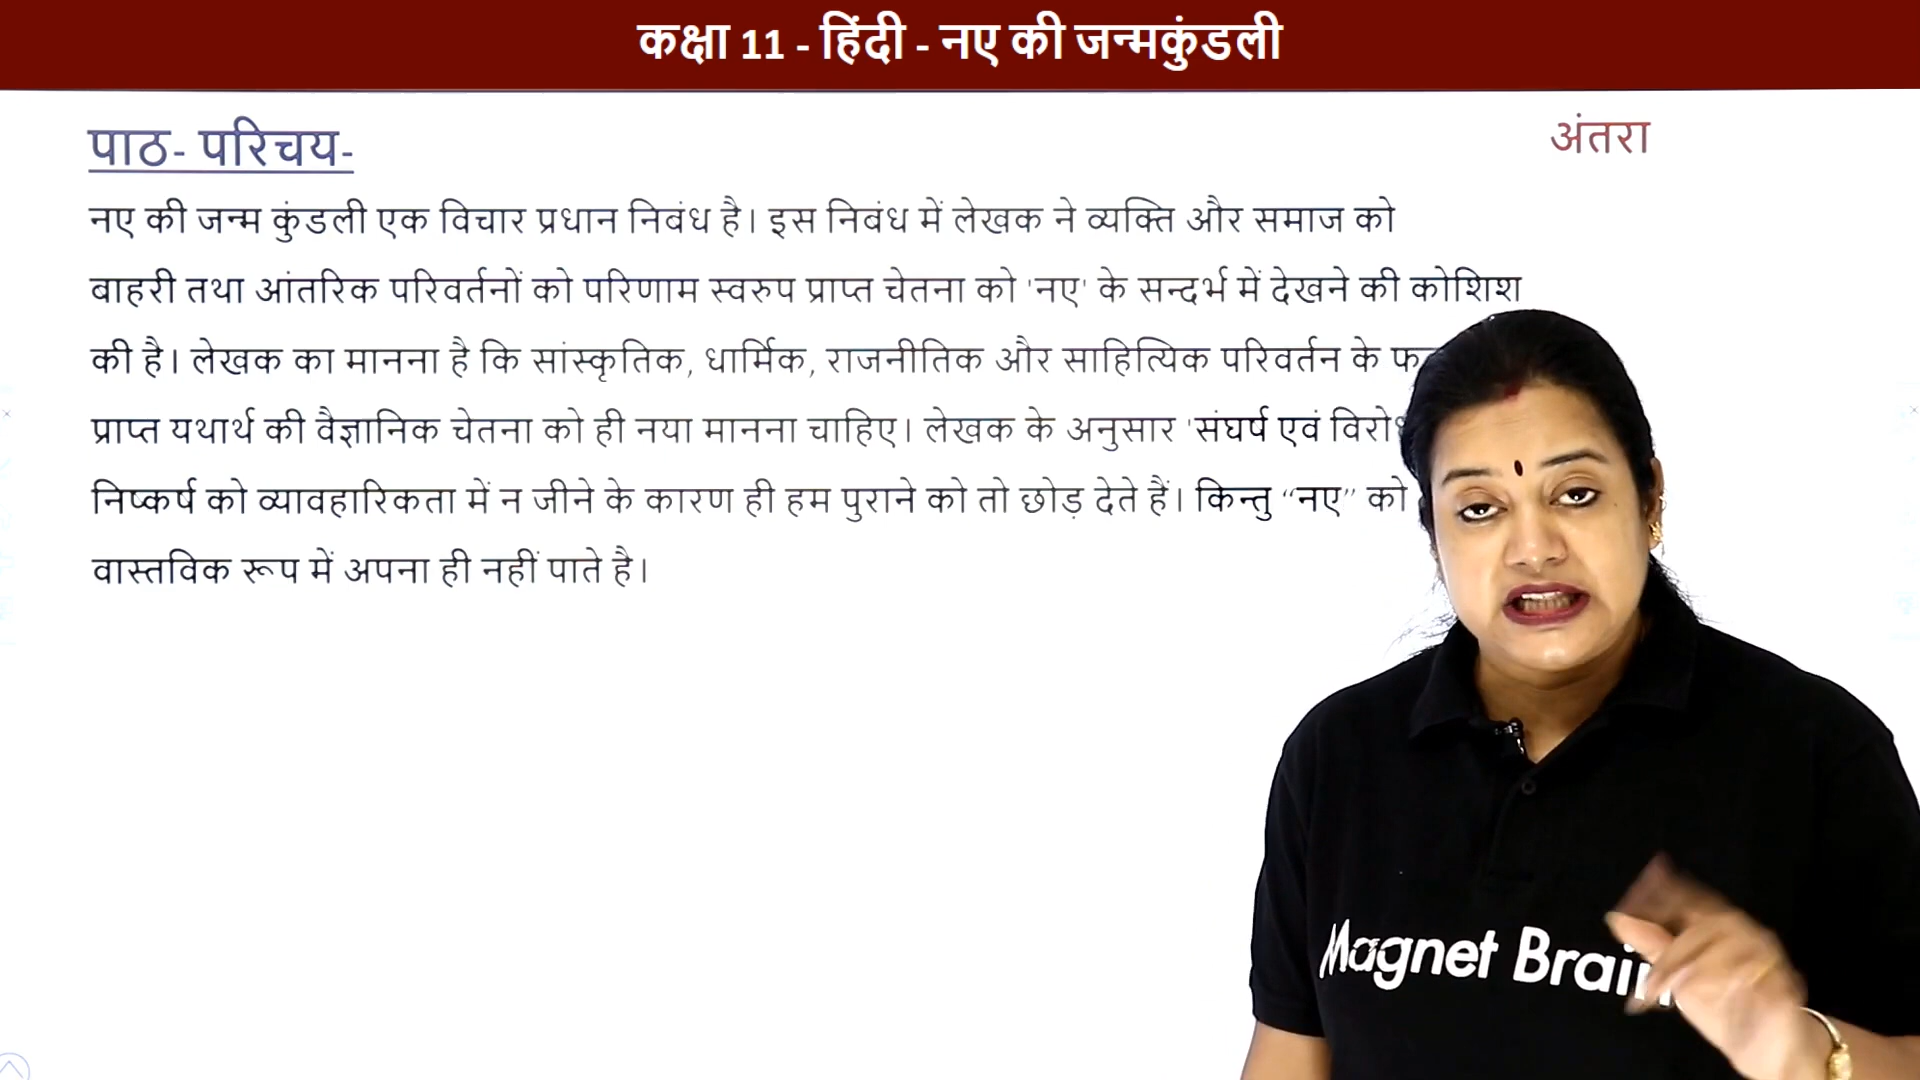 कक्षा 11 - हिंदी - नए की जन्मकुंडली
पाठ- परिचय-
अंतरा
नए की जन्म कुंडली एक विचार प्रधान निबंध है। इस निबंध में लेखक ने व्यक्ति और समाज को
बाहरी तथा आंतरिक परिवर्तनों को परिणाम स्वरुप प्राप्त चेतना को 'नए' के सन्दर्भ में देखने की कोशिश
की है। लेखक का मानना है कि सांस्कृतिक, धार्मिक, राजनीतिक और साहित्यिक परिवर्तन के
प्राप्त यथार्थ की वैज्ञानिक चेतना को ही नया मानना चाहिए। लेखक के अनुसार 'संघर्ष एवं
निष्कर्ष को व्यावहारिकता में न जीने के कारण ही हम पुराने को तो छोड़ देते हैं। किन्तु “नए” को
वास्तविक रूप में अपना ही नहीं पाते है।
Magnet